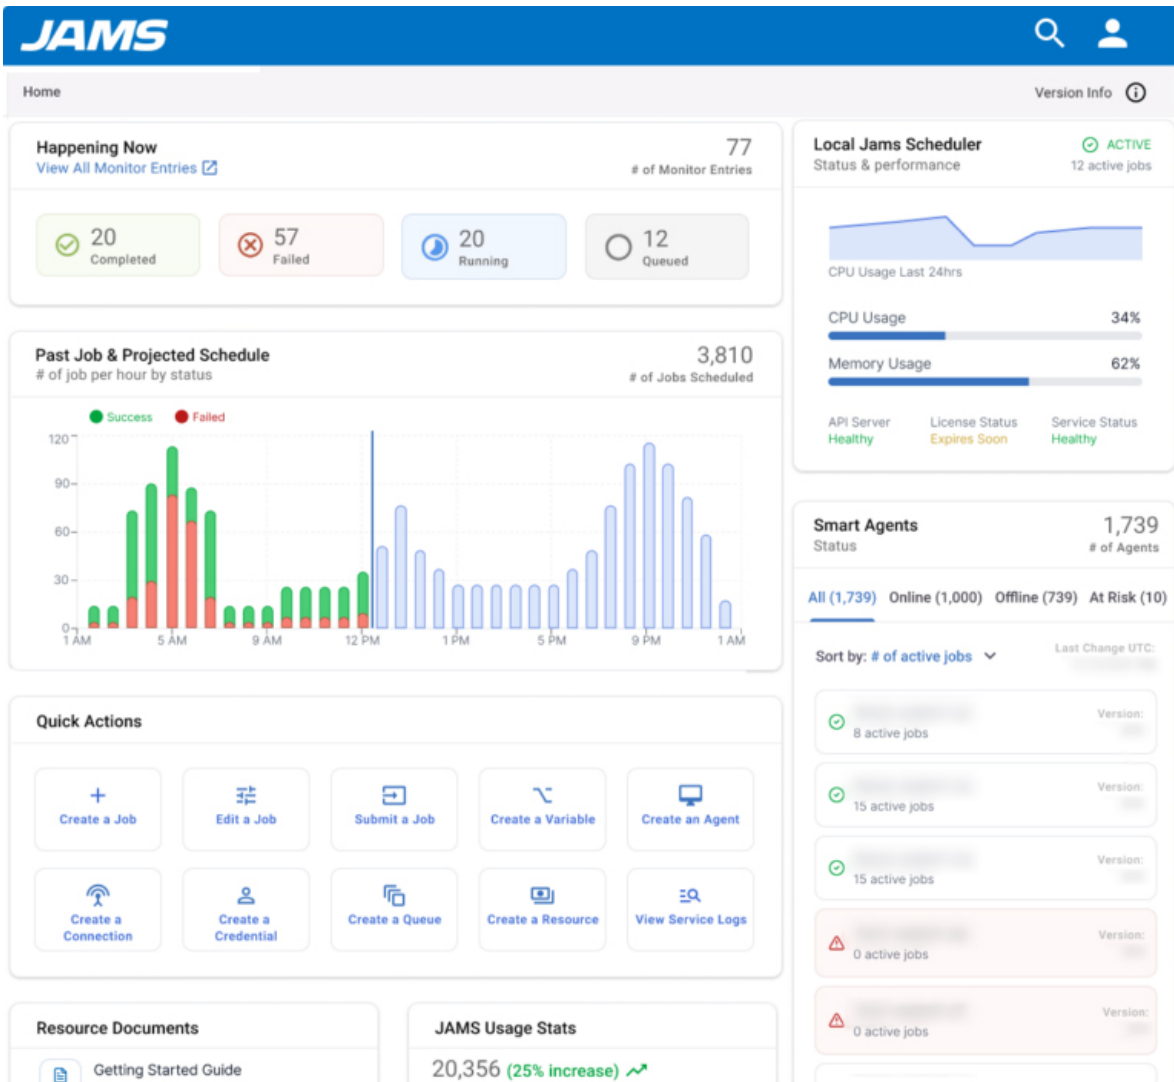 JAMS
Home
Version Info
Happening Now
View All Monitor Entries
77
# of Monitor Entries
20
Completed
57
Failed
20
Running
12
Queued
Past Job & Projected Schedule
# of job per hour by status
3,810
# of Jobs Scheduled
Success
Failed
120
90
60
30
0
1 AM
5 AM
9 AM
12 PM
1 PM
5 PM
9 PM
1 AM
Quick Actions
Create a Job
Edit a Job
Submit a Job
Create a Variable
Create an Agent
Create a
Connection
Create a
Credential
Create a Queue
Create a Resource
View Service Logs
Resource Documents
Getting Started Guide
JAMS Usage Stats
20,356 (25% increase)
Local Jams Scheduler
Status & performance
ACTIVE
12 active jobs
CPU Usage Last 24hrs
CPU Usage
34%
Memory Usage
62%
API Server
Healthy
License Status
Expires Soon
Service Status
Healthy
Smart Agents
Status
1,739
# of Agents
All (1,739)
Online (1,000)
Offline (739)
At Risk (10)
Sort by: # of active jobs
Last Change UTC:
8 active jobs
Version:
15 active jobs
Version:
15 active jobs
Version:
0 active jobs
Version:
0 active jobs
Version: